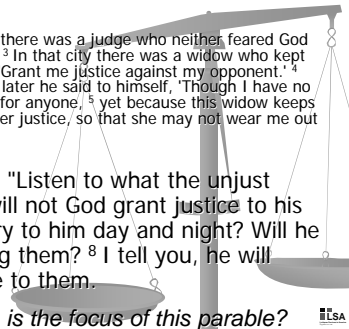 there was a judge who neither feared God
³ In that city there was a widow who kept
Grant me justice against my opponent.' ⁴
later he said to himself, 'Though I have no
for anyone, ⁵ yet because this widow keeps
er justice, so that she may not wear me out
"Listen to what the unjust
ill not God grant justice to his
ry to him day and night? Will he
g them? ⁸ I tell you, he will
e to them.
is the focus of this parable?
LSA